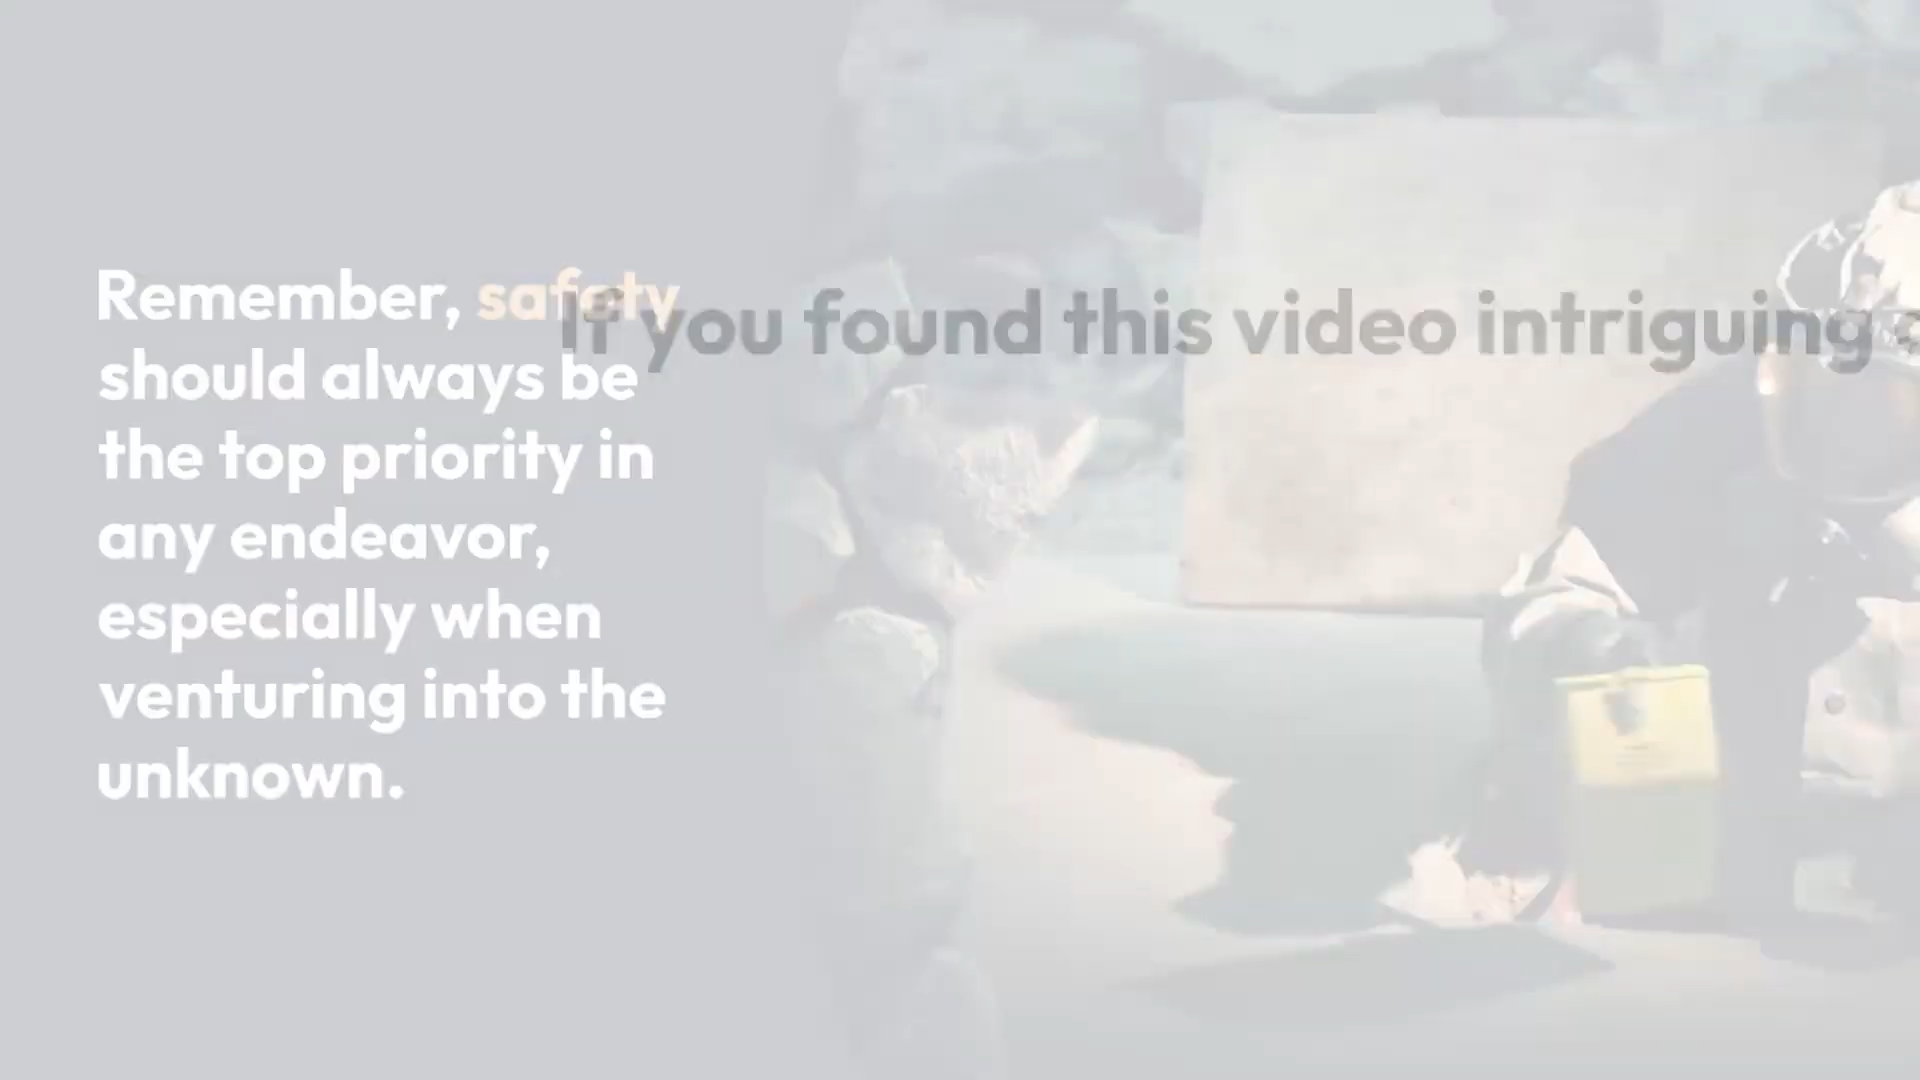 Remember, safety
should always be
the top priority in
any endeavor,
especially when
venturing into the
unknown.
If you found this video intriguing